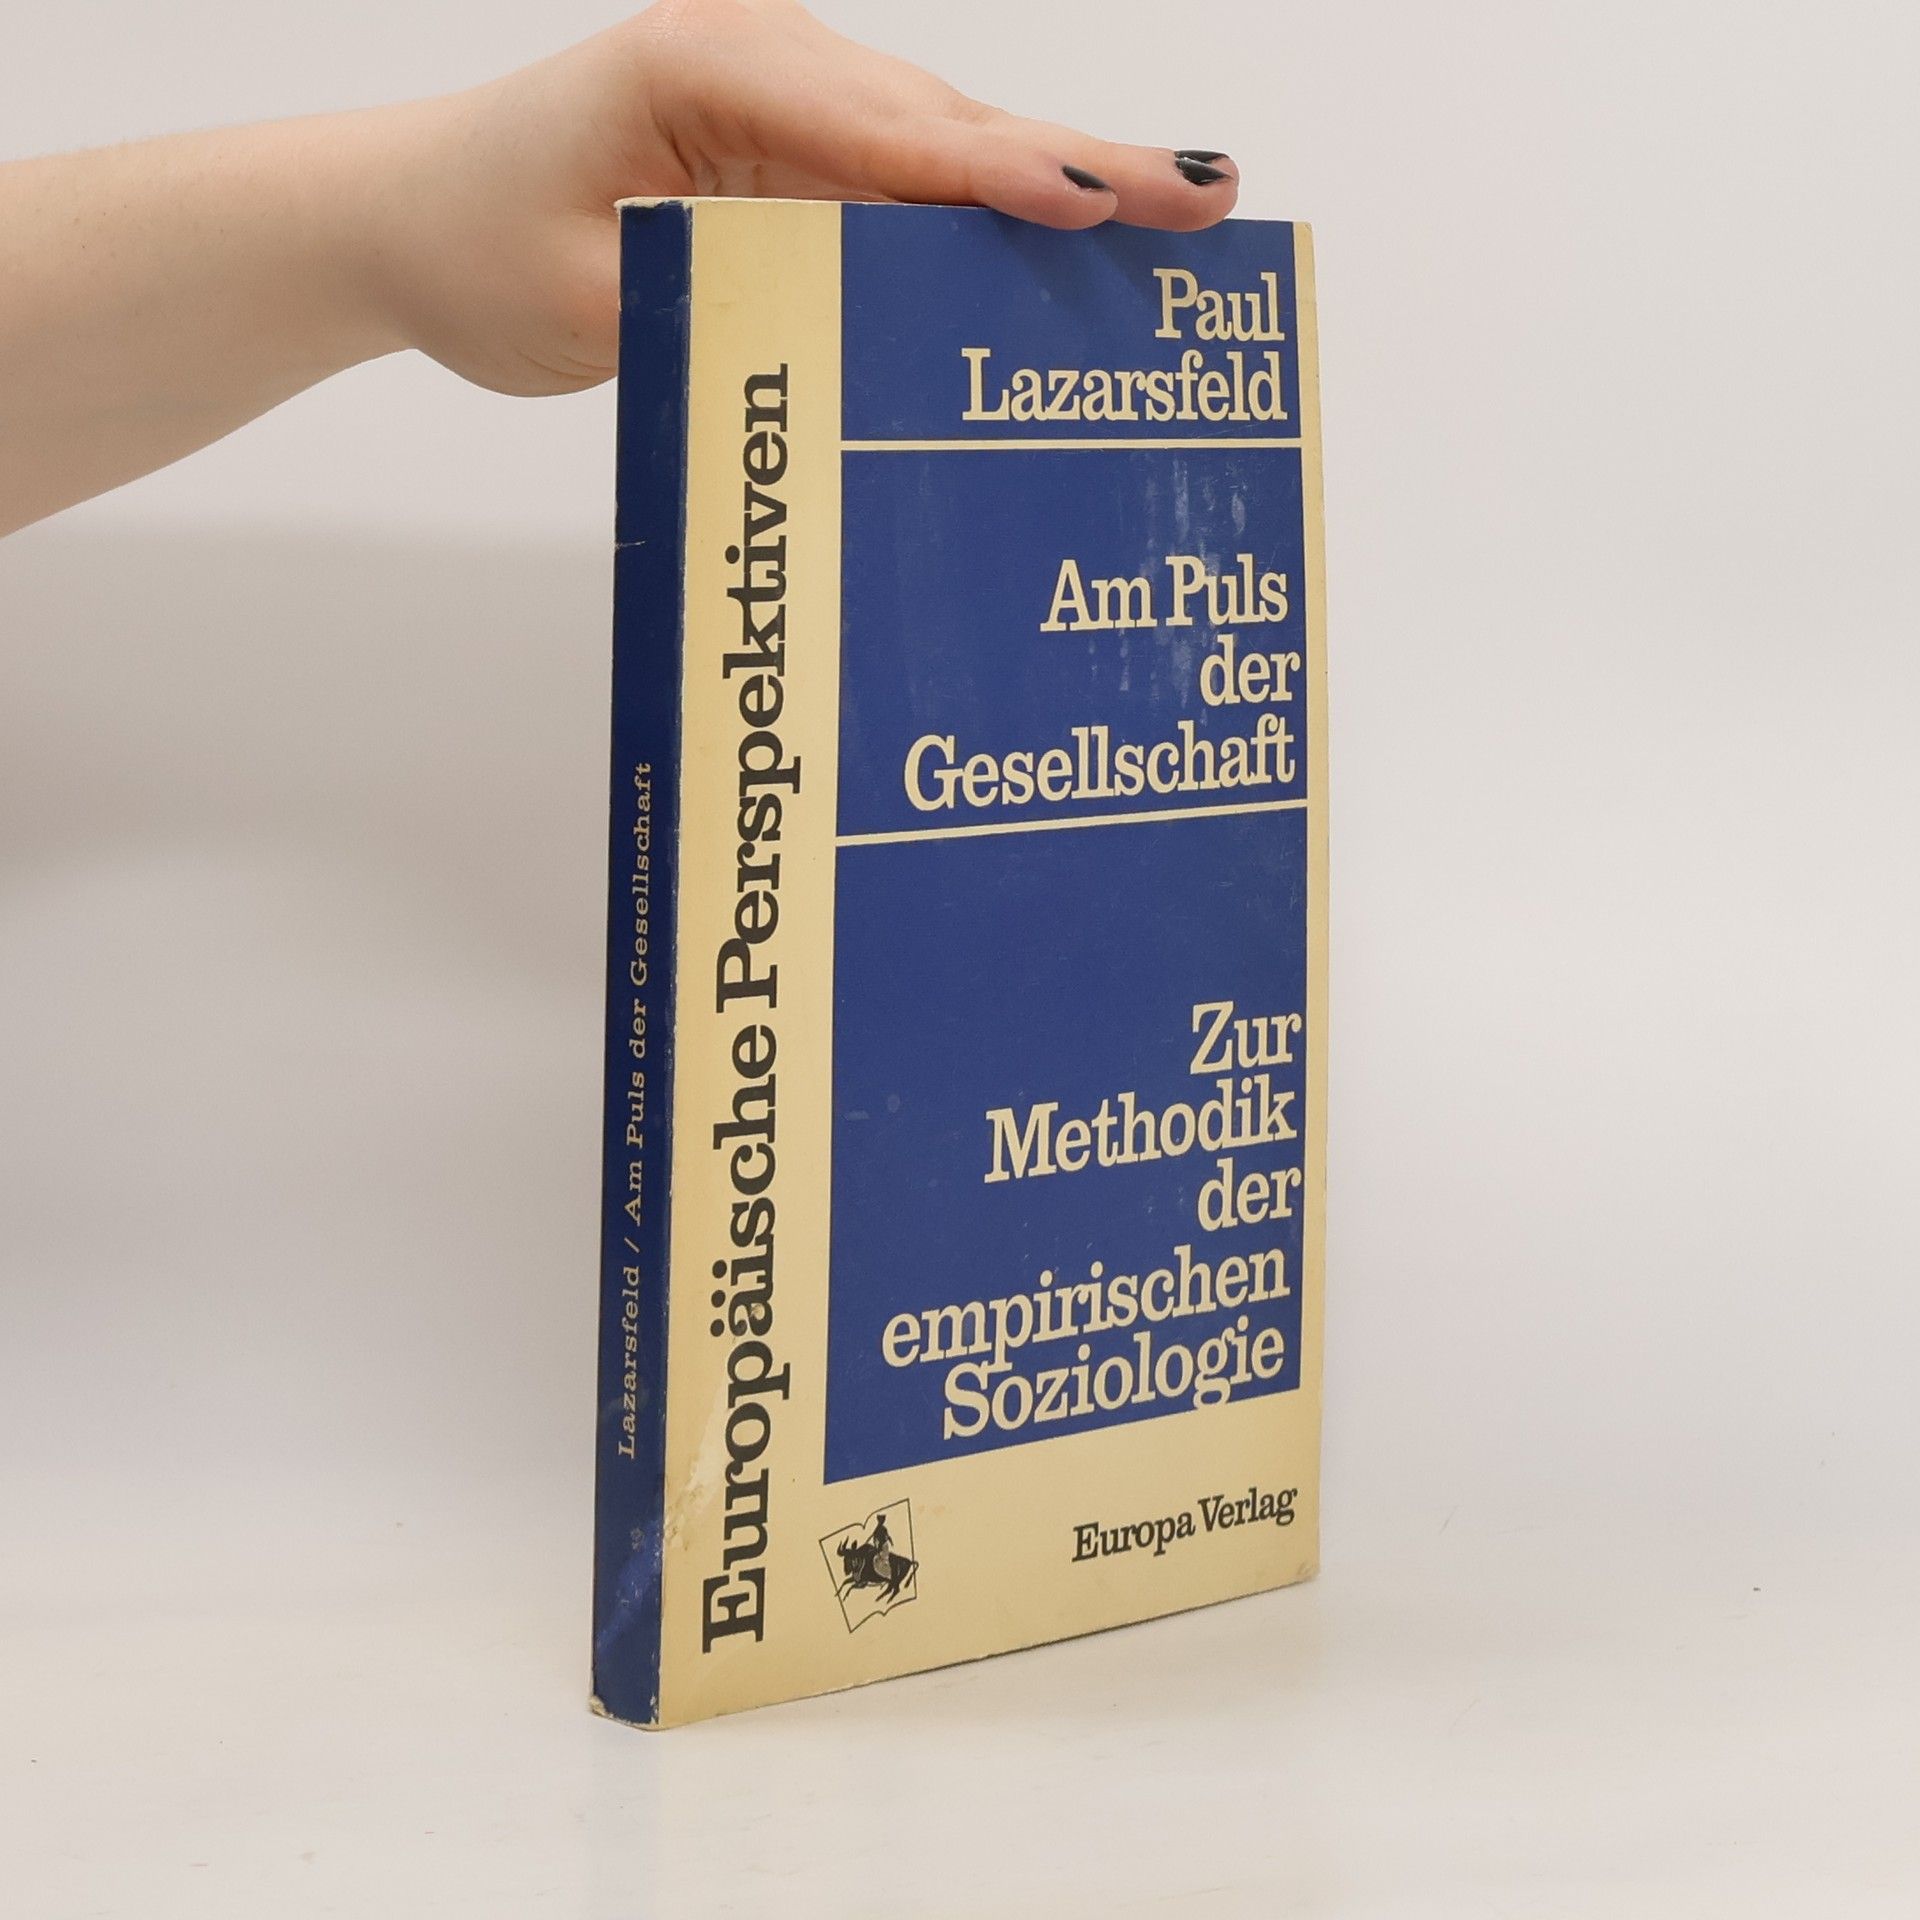 Paul
Lazarsfeld
Am Puls
der
Gesellschaft
Zur
Methodik
der
empirischen
Soziologie
Europa Verlag
Europäische Perspektiven
Lazarsfeld / Am Puls der Gesellschaft